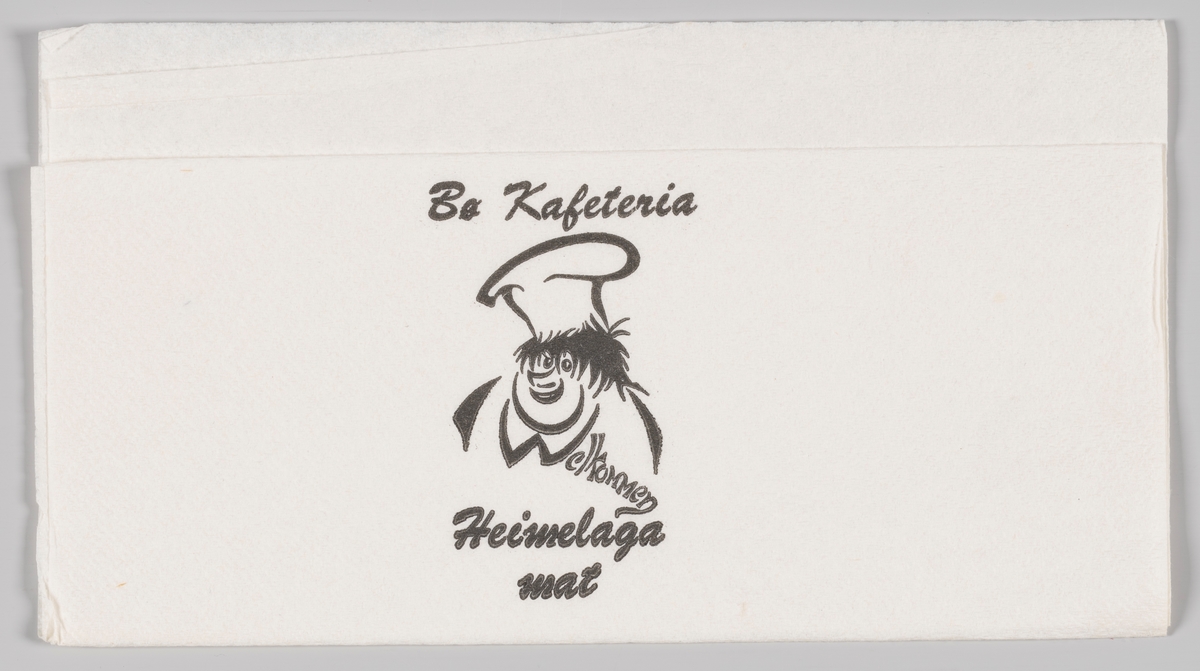 Bø Kafeteria
Velkommen
Heimelaga
mat